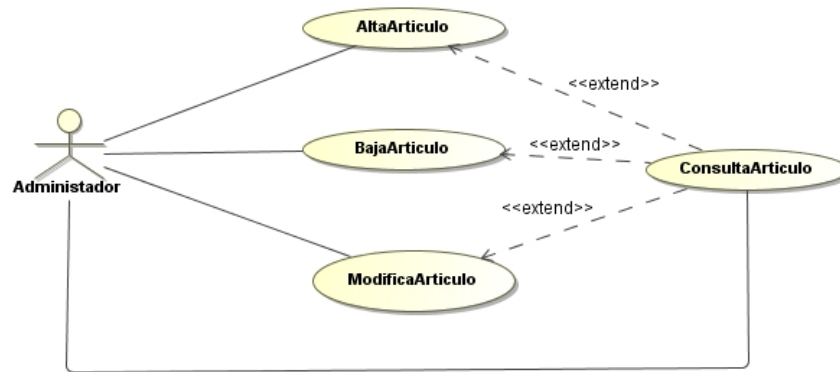 AltaArticulo
<<extend>>
<<extend>>
BajaArticulo
ConsultaArticulo
Administador
<<extend>>
ModificaArticulo